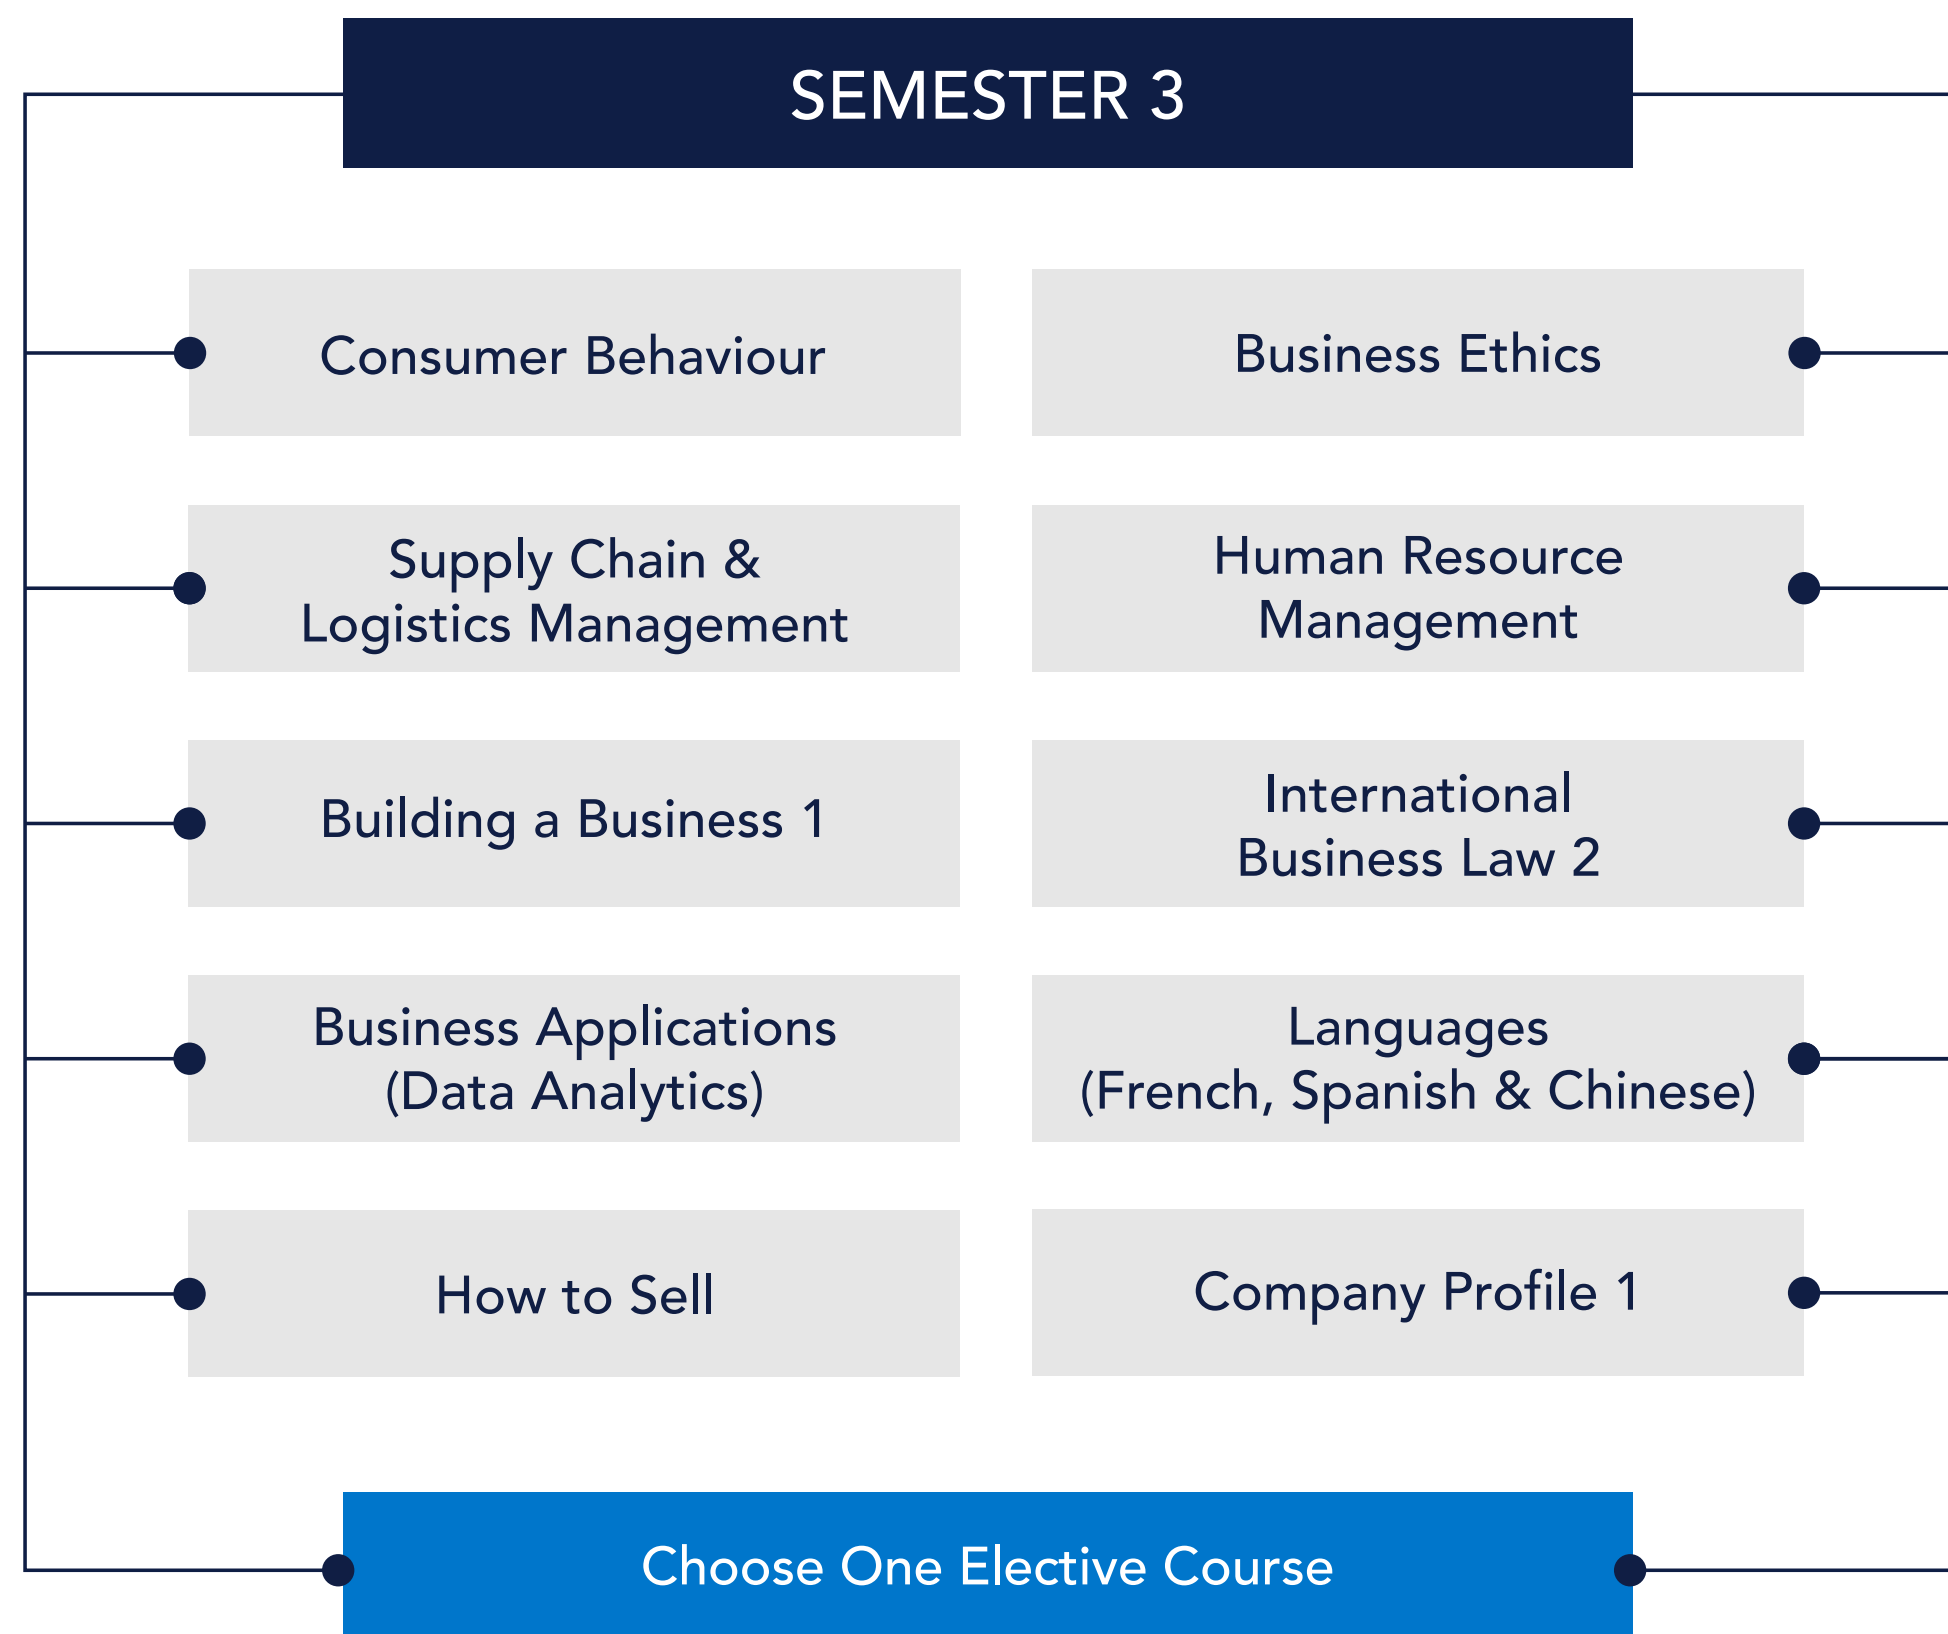 SEMESTER 3
Consumer Behaviour
Business Ethics
Supply Chain &
Logistics Management
Human Resource
Management
Building a Business 1
International
Business Law 2
Business Applications
(Data Analytics)
Languages
(French, Spanish & Chinese)
How to Sell
Company Profile 1
Choose One Elective Course